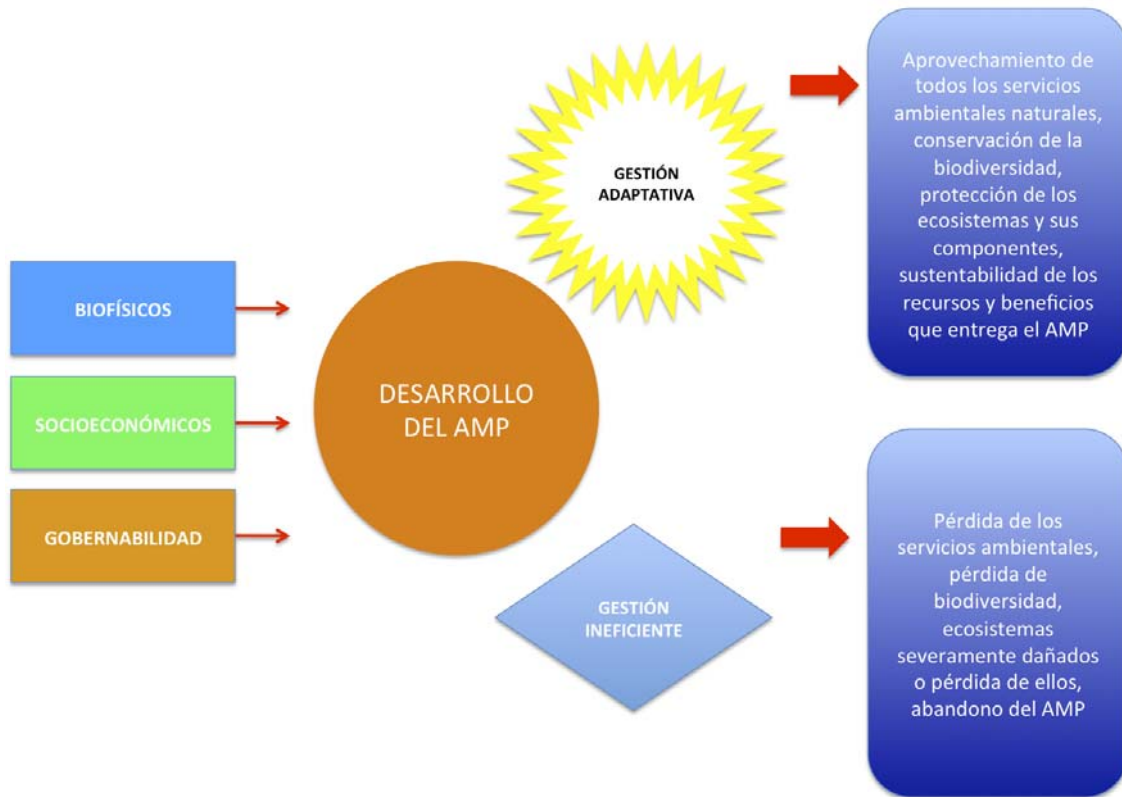 BIOFÍSICOS
SOCIOECONÓMICOS
GOBERNABILIDAD
DESARROLLO
DEL AMP
GESTIÓN
ADAPTATIVA
Aprovechamiento de
todos los servicios
ambientales naturales,
conservación de la
biodiversidad,
protección de los
ecosistemas y sus
componentes,
sustentabilidad de los
recursos y beneficios
que entrega el AMP
GESTIÓN
INEFICIENTE
Pérdida de los
servicios ambientales,
pérdida de
biodiversidad,
ecosistemas
severamente dañados
o pérdida de ellos,
abandono del AMP